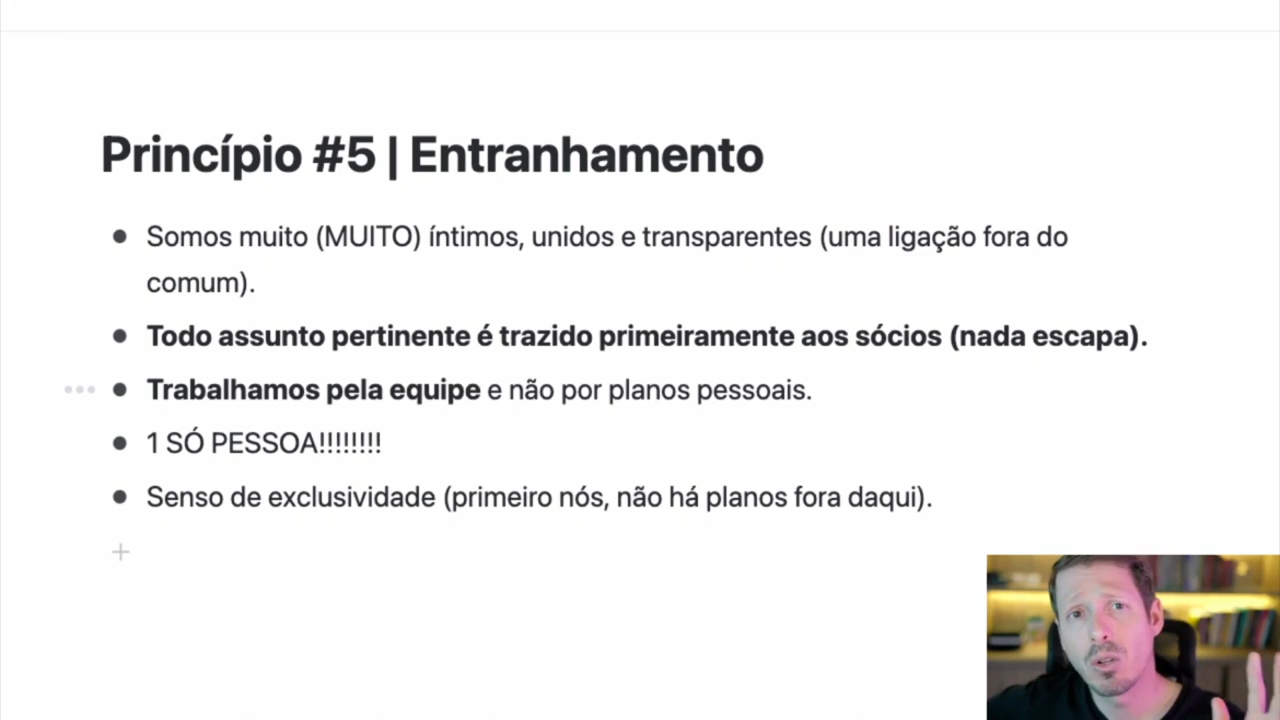 Princípio #5 | Entranhamento
Somos muito (MUITO) íntimos, unidos e transparentes (uma ligação fora do
comum).
Todo assunto pertinente é trazido primeiramente aos sócios (nada escapa).
Trabalhamos pela equipe e não por planos pessoais.
1 SÓ PESSOA!!!!!!!!
Senso de exclusividade (primeiro nós, não há planos fora daqui).